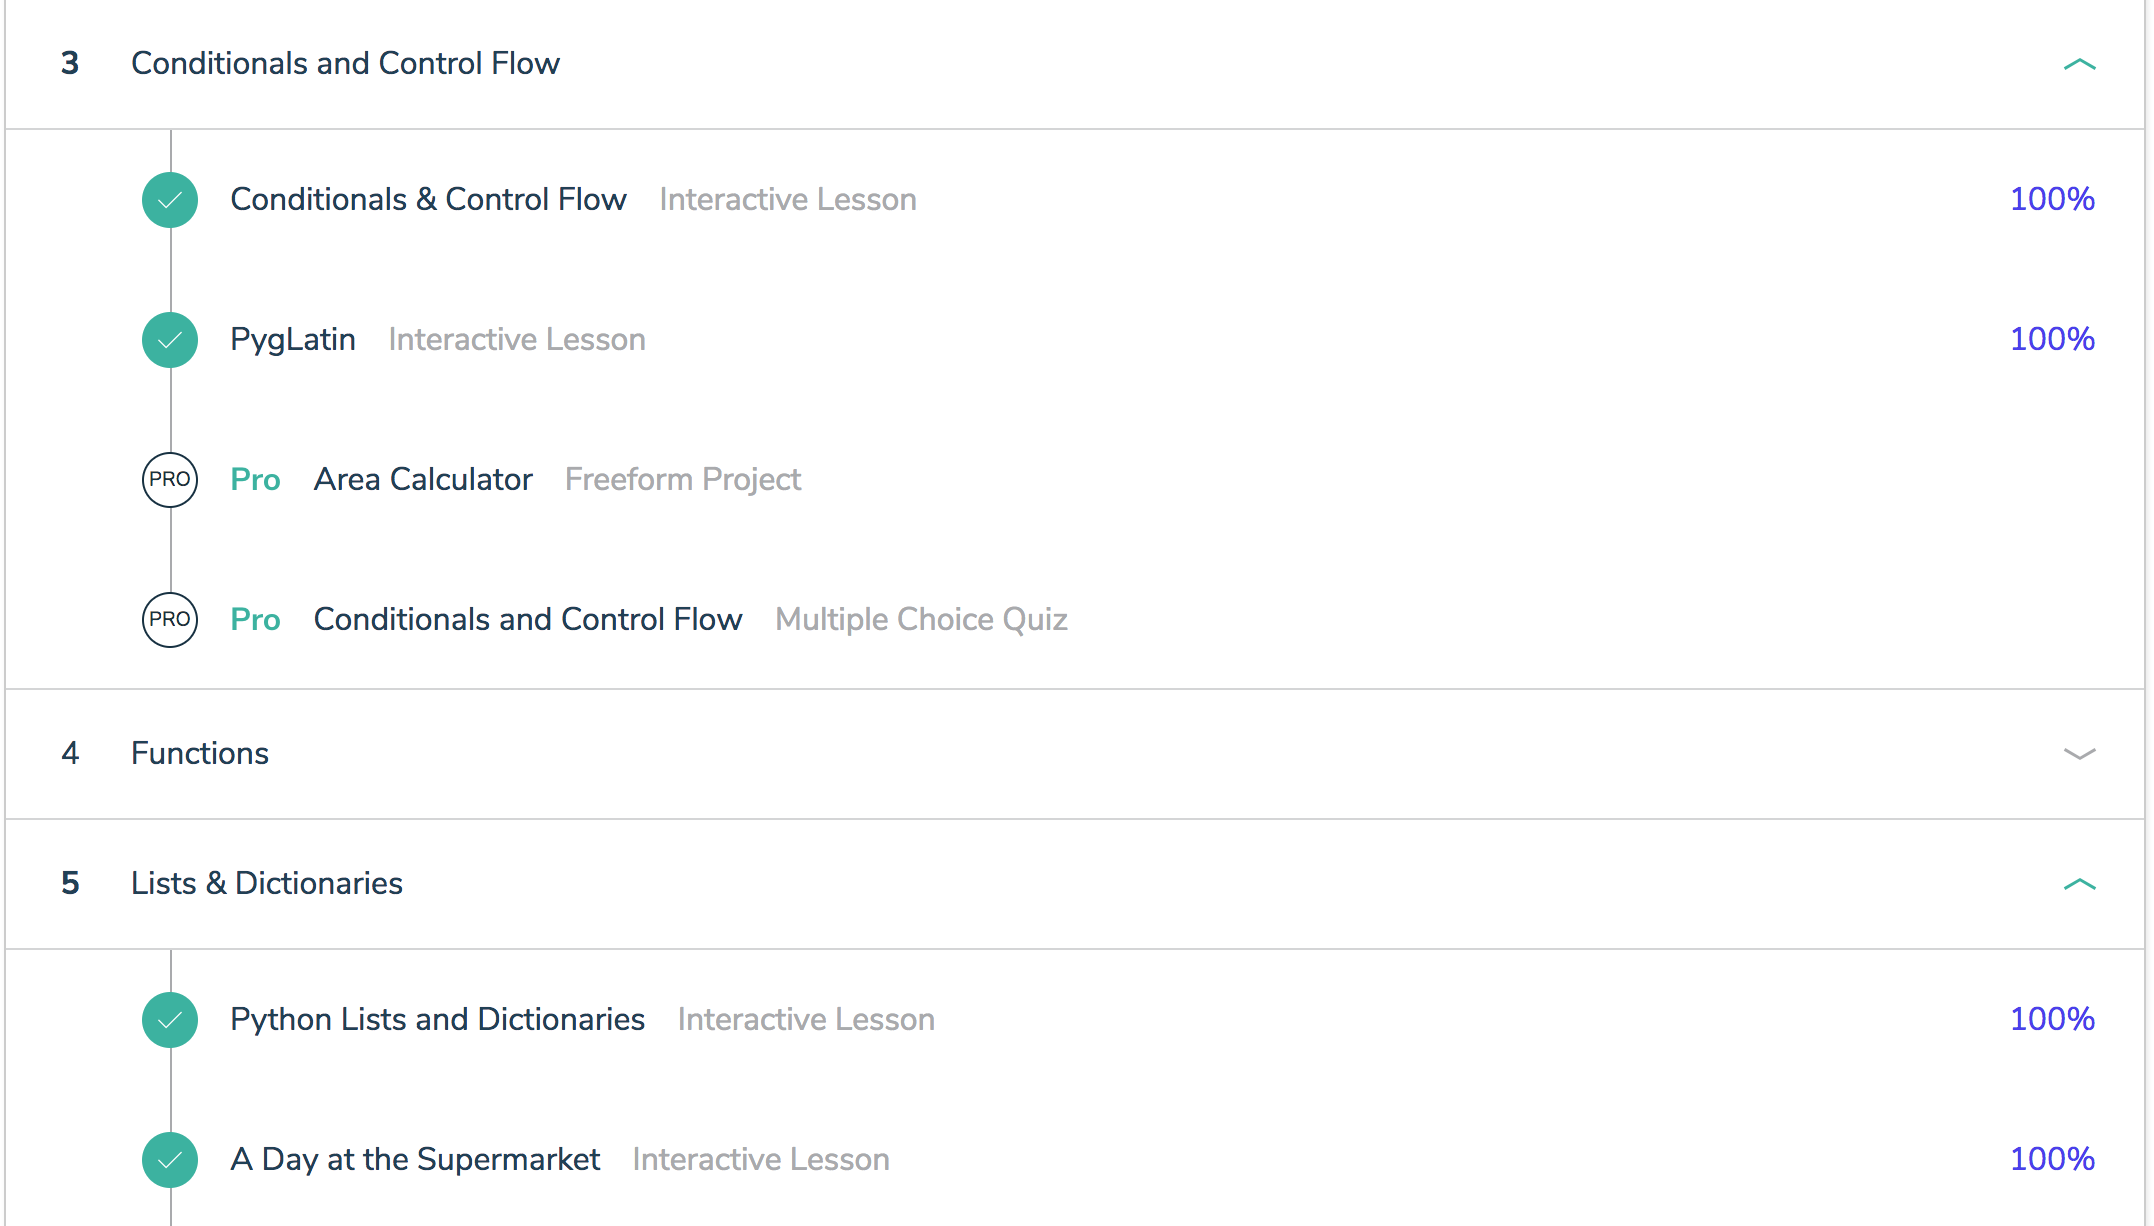 3 Conditionals and Control Flow
Conditionals & Control Flow Interactive Lesson 100%
PygLatin Interactive Lesson 100%
PRO Pro Area Calculator Freeform Project
PRO Pro Conditionals and Control Flow Multiple Choice Quiz
4 Functions
5 Lists & Dictionaries
Python Lists and Dictionaries Interactive Lesson 100%
A Day at the Supermarket Interactive Lesson 100%